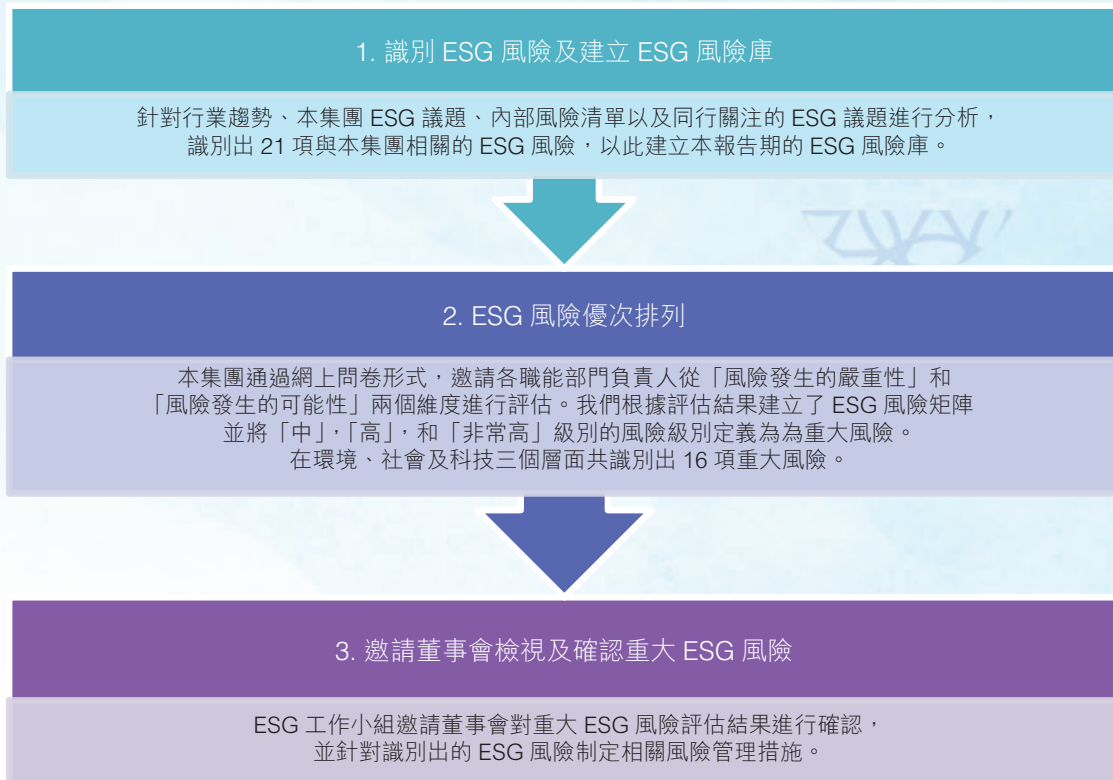 1. 識別 ESG 風險及建立 ESG 風險庫
針對行業趨勢、本集團 ESG 議題、內部風險清單以及同行關注的 ESG 議題進行分析，
識別出 21 項與本集團相關的 ESG 風險，以此建立本報告期的 ESG 風險庫。
2. ESG 風險優次排列
本集團通過網上問卷形式，邀請各職能部門負責人從「風險發生的嚴重性」和
「風險發生的可能性」兩個維度進行評估。我們根據評估結果建立了 ESG 風險矩陣
並將「中」，「高」，和「非常高」級別的風險級別定義為為重大風險。
在環境、社會及科技三個層面共識別出 16 項重大風險。
3. 邀請董事會檢視及確認重大 ESG 風險
ESG 工作小組邀請董事會對重大 ESG 風險評估結果進行確認，
並針對識別出的 ESG 風險制定相關風險管理措施。